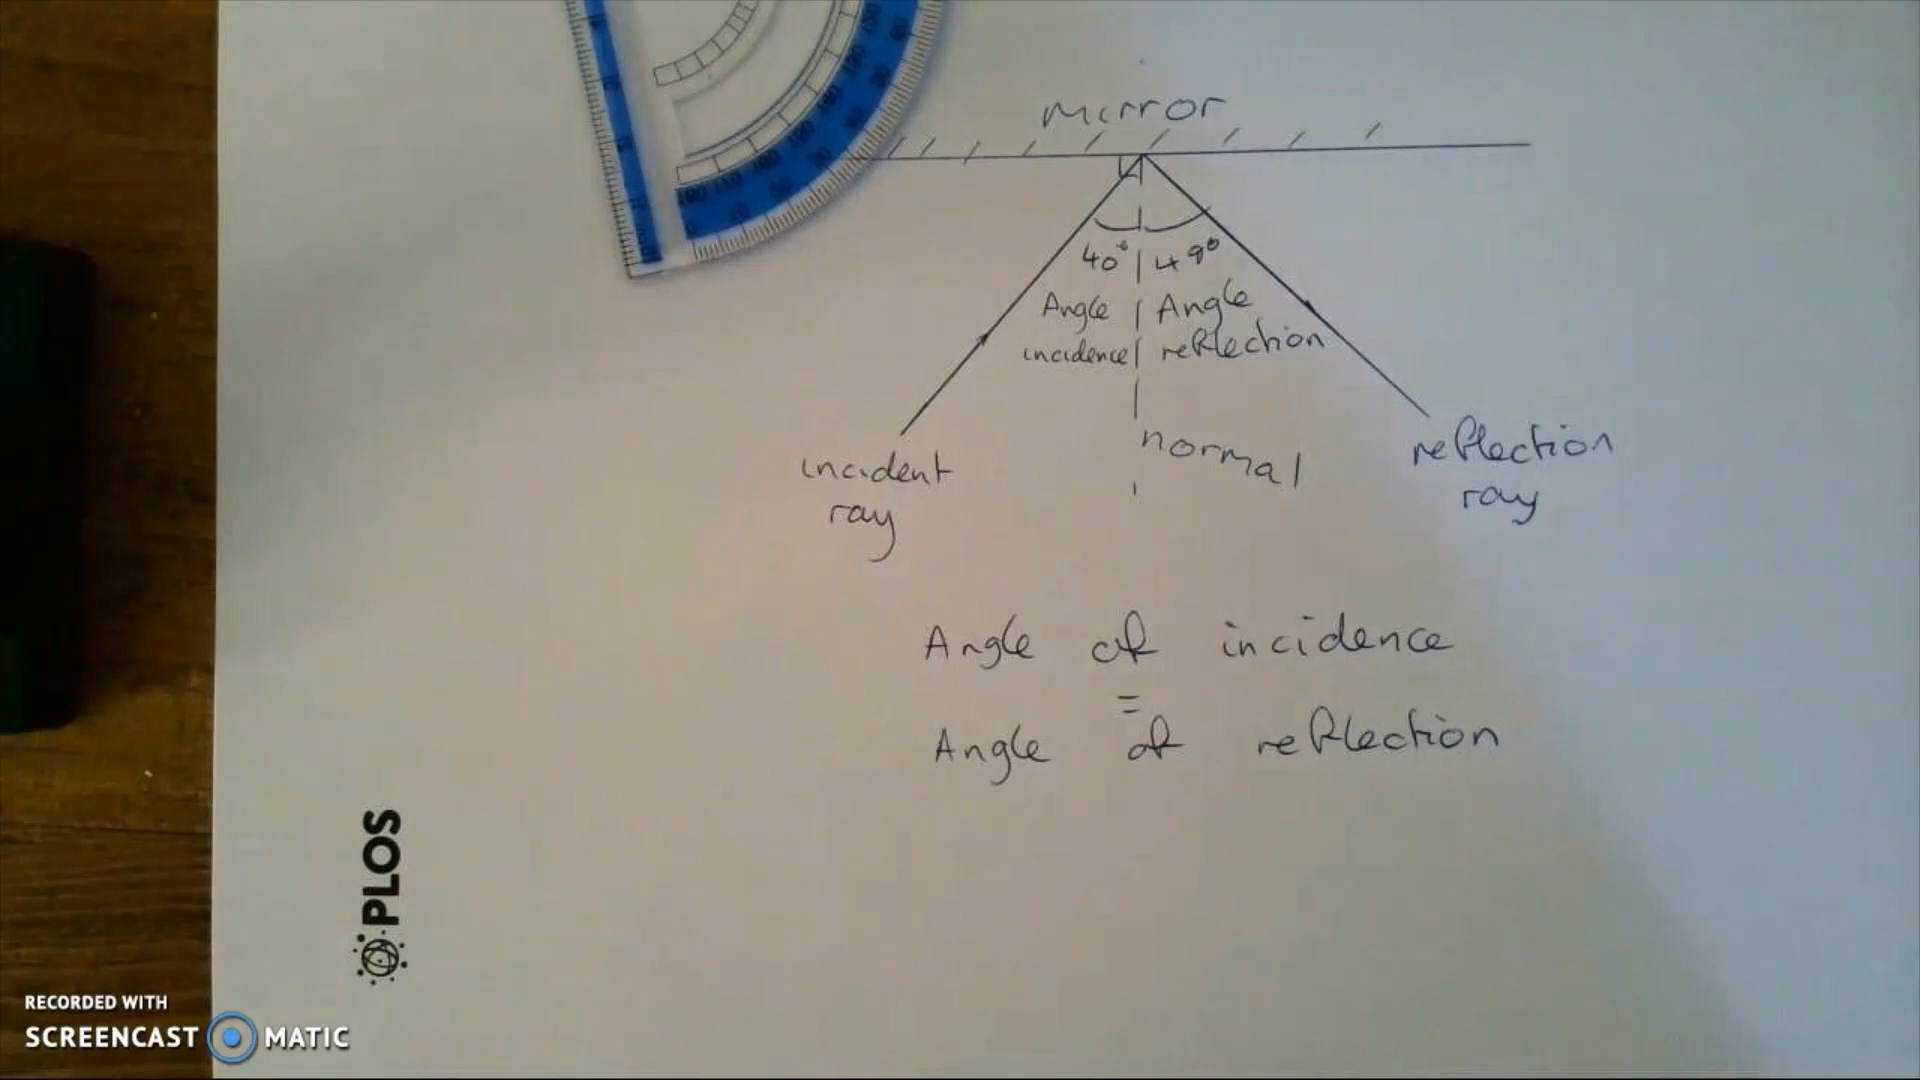 mirror
40° 49°
Angle Angle
incidence reflection
normal
incident
ray
reflection
ray
Angle of incidence
=
Angle of reflection
PLOS
RECORDED WITH
SCREENCAST MATIC